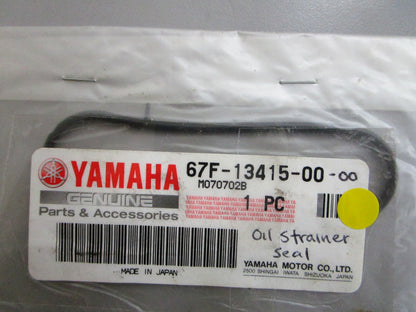 YAMAHA 67F-13415-00-00
M070702B
GENUINE
Parts & Accessories
1 PC
Oil strainer
seal
MADE IN JAPAN
YAMAHA MOTOR CO.,LTD.
2500 SHINGAI IWATA SHIZUOKA JAPAN